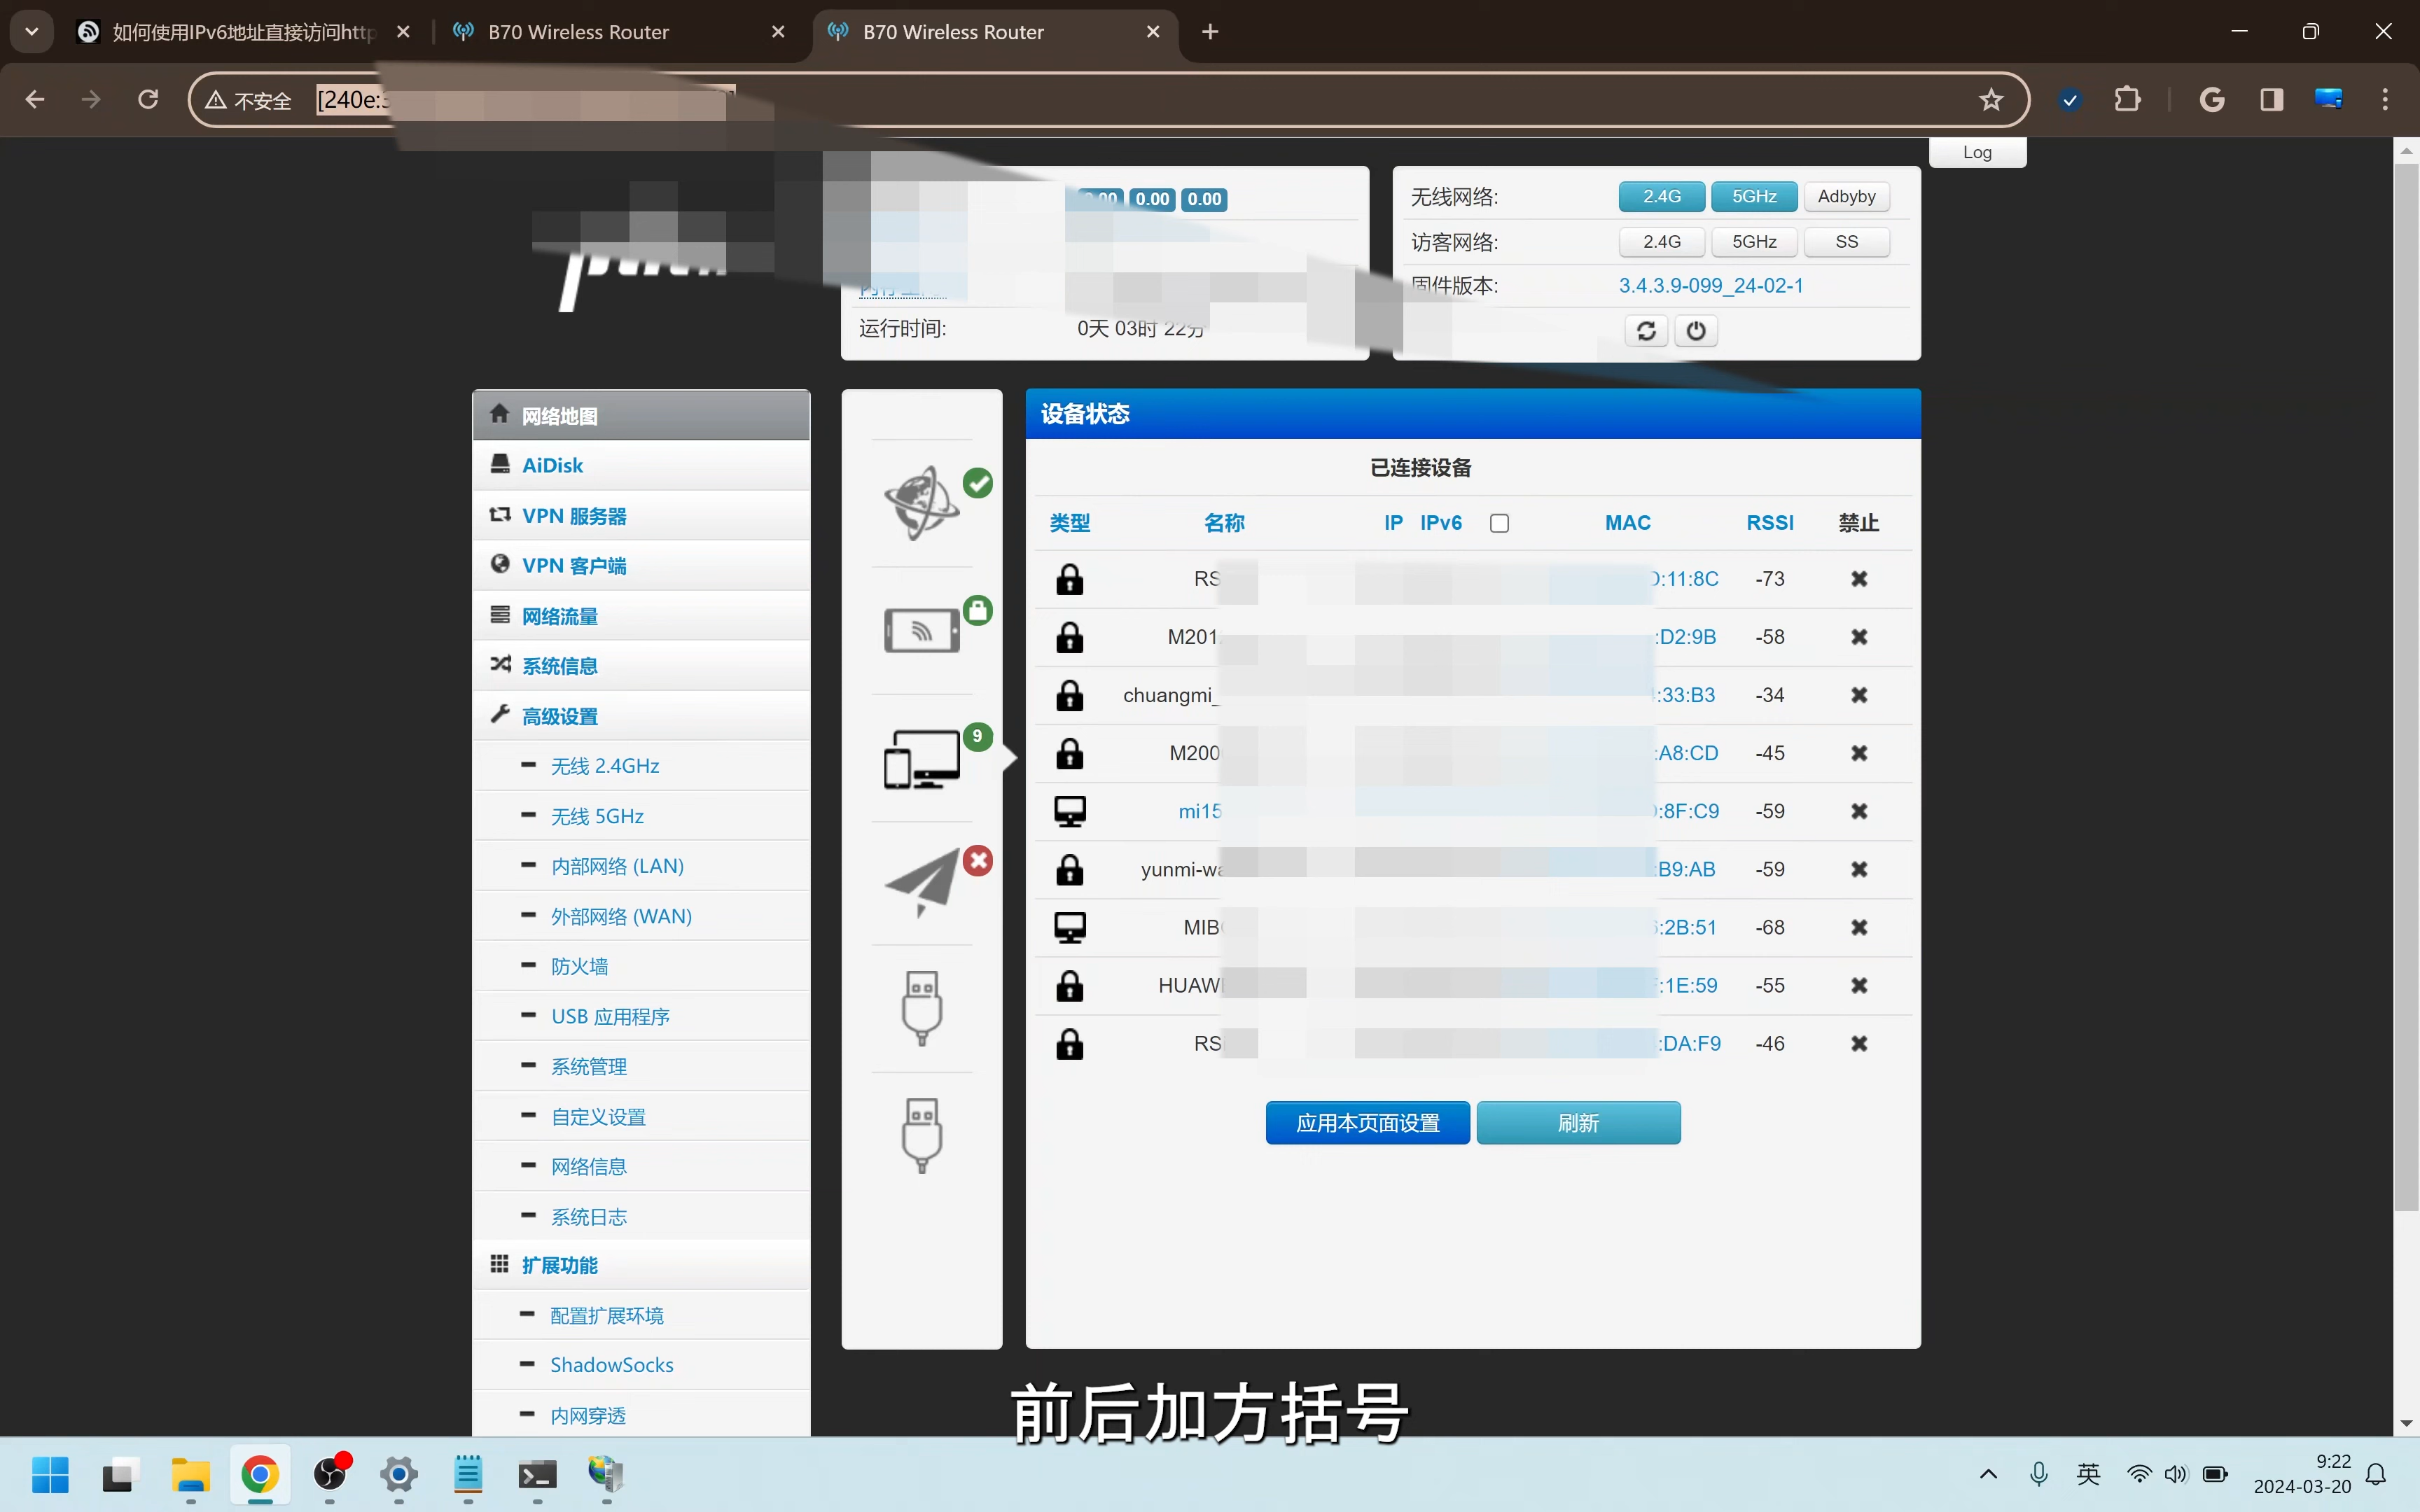 如何使用IPv6地址直接访问http
B70 Wireless Router
B70 Wireless Router
不安全
[240e:3
Log
0.00 0.00
运行时间: 0天 03时 22分
无线网络: 2.4G 5GHz Adbyby
访客网络: 2.4G 5GHz SS
固件版本: 3.4.3.9-099_24-02-1
网络地图
AiDisk
VPN 服务器
VPN 客户端
网络流量
系统信息
高级设置
无线 2.4GHz
无线 5GHz
内部网络 (LAN)
外部网络 (WAN)
防火墙
USB 应用程序
系统管理
自定义设置
网络信息
系统日志
扩展功能
配置扩展环境
ShadowSocks
内网穿透
9
设备状态
已连接设备
类型 名称 IP IPv6 MAC RSSI 禁止
RS :11:8C -73
M201 :D2:9B -58
chuangmi_ :33:B3 -34
M200 :A8:CD -45
mi15 :8F:C9 -59
yunmi-wa :B9:AB -59
MIB :2B:51 -68
HUAW :1E:59 -55
RS :DA:F9 -46
应用本页面设置 刷新
前后加方括号
英
9:22
2024-03-20